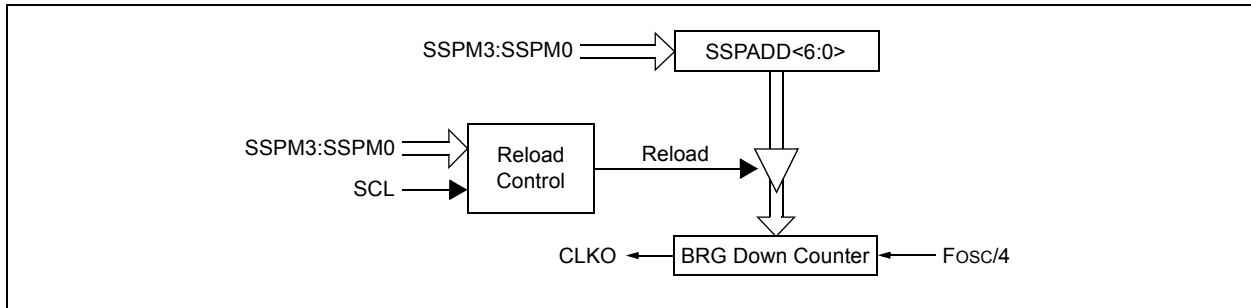 SSPM3:SSPM0 SSPADD<6:0>
SSPM3:SSPM0
Reload
Control
Reload
SCL
CLKO BRG Down Counter FOSC/4